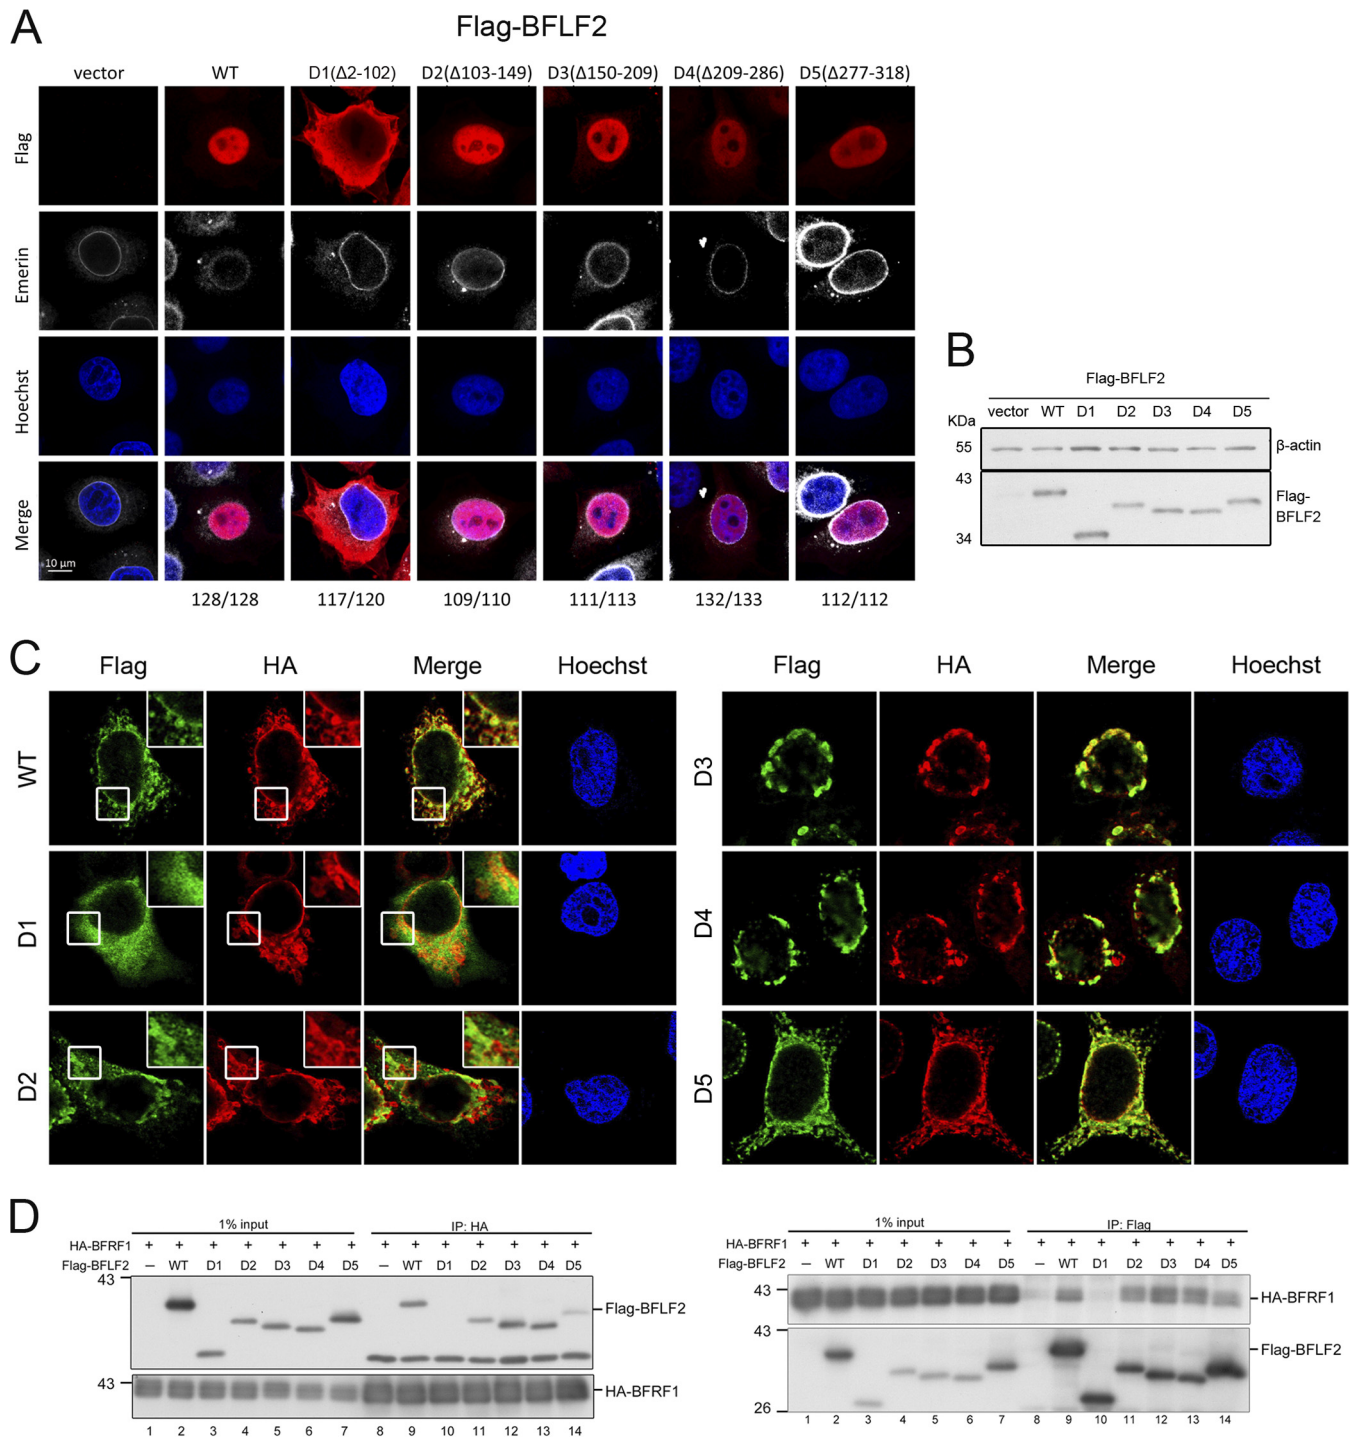 A
Flag-BFLF2
vector WT D1(Δ2-102) D2(Δ103-149) D3(Δ150-209) D4(Δ209-286) D5(Δ277-318)
Flag
Emerin
Hoechst
Merge
10 μm
128/128 117/120 109/110 111/113 132/133 112/112
B
Flag-BFLF2
KDa vector WT D1 D2 D3 D4 D5
55 β-actin
43
Flag-
BFLF2
34
C
Flag HA Merge Hoechst Flag HA Merge Hoechst
WT D3
D1 D4
D2 D5
D
1% input IP: HA
HA-BFRF1 + + + + + + + + + + + + + +
Flag-BFLF2 – WT D1 D2 D3 D4 D5 – WT D1 D2 D3 D4 D5
43
Flag-BFLF2
43
HA-BFRF1
1 2 3 4 5 6 7 8 9 10 11 12 13 14
1% input IP: Flag
HA-BFRF1 + + + + + + + + + + + + + +
Flag-BFLF2 – WT D1 D2 D3 D4 D5 – WT D1 D2 D3 D4 D5
43
HA-BFRF1
43
Flag-BFLF2
26
1 2 3 4 5 6 7 8 9 10 11 12 13 14